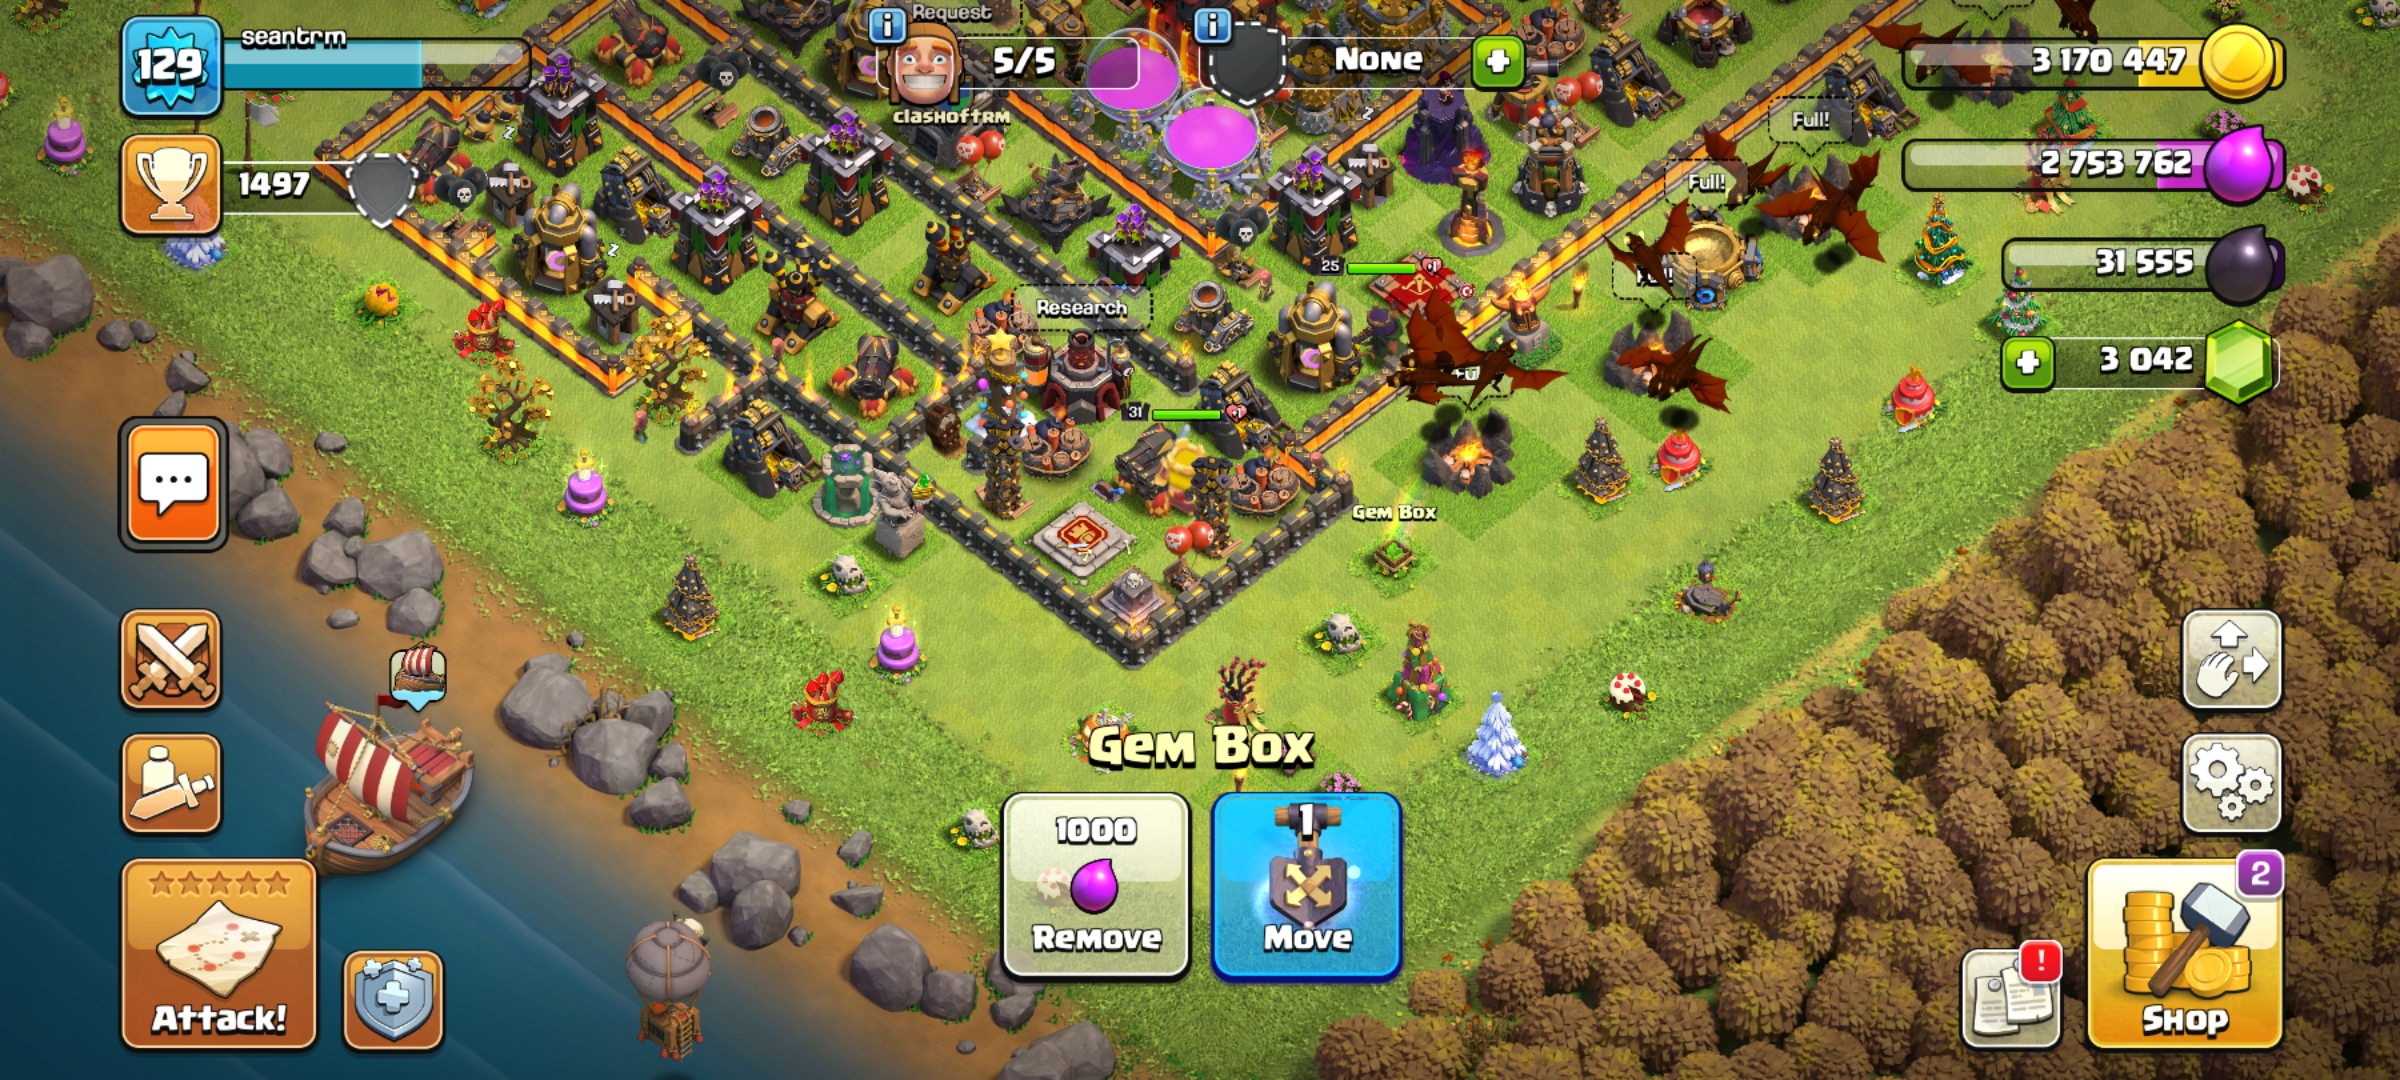 Request
129
seantrm
5/5
None
3 170 447
clashoftRM
Full!
2 753 762
1497
Full!
31 555
25
Research
3 042
31
Gem Box
Gem Box
1000
1
Remove
Move
2
Attack!
Shop